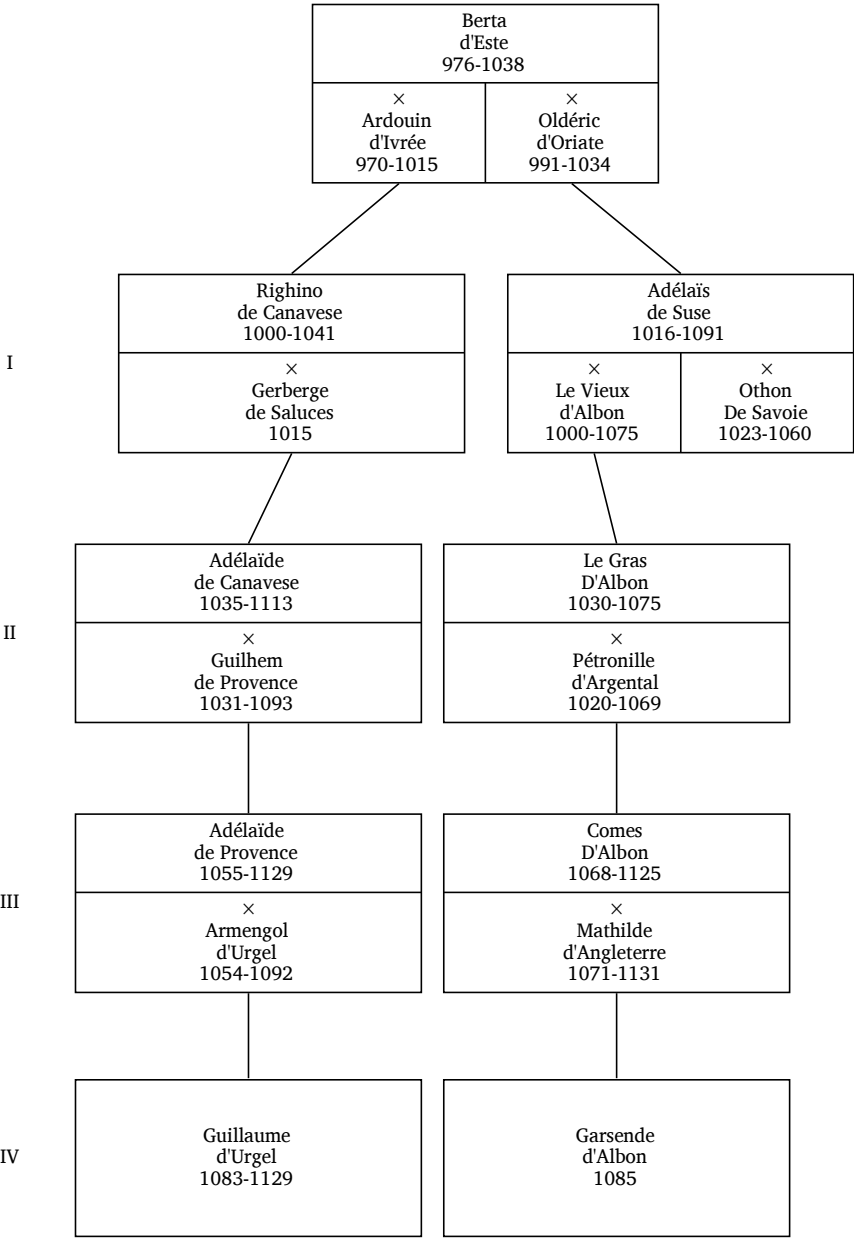 Berta
d'Este
976-1038
×
Ardouin
d'Ivrée
970-1015
×
Oldéric
d'Oriate
991-1034
I
Righino
de Canavese
1000-1041
×
Gerberge
de Saluces
1015
Adélaïs
de Suse
1016-1091
×
Le Vieux
d'Albon
1000-1075
×
Othon
De Savoie
1023-1060
II
Adélaïde
de Canavese
1035-1113
×
Guilhem
de Provence
1031-1093
Le Gras
D'Albon
1030-1075
×
Pétronille
d'Argental
1020-1069
III
Adélaïde
de Provence
1055-1129
×
Armengol
d'Urgel
1054-1092
Comes
D'Albon
1068-1125
×
Mathilde
d'Angleterre
1071-1131
IV
Guillaume
d'Urgel
1083-1129
Garsende
d'Albon
1085